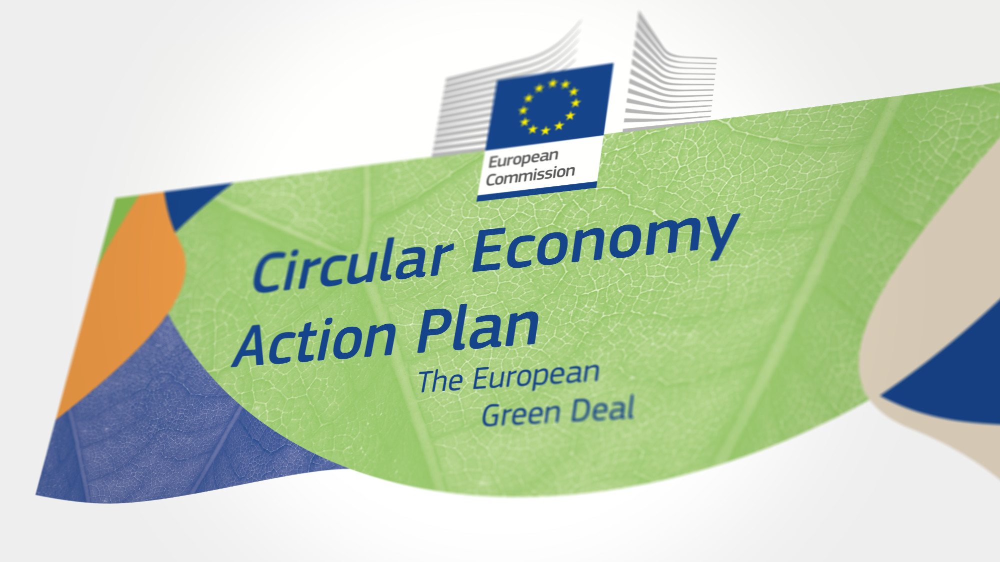 European
Commission
Circular Economy
Action Plan
The European
Green Deal